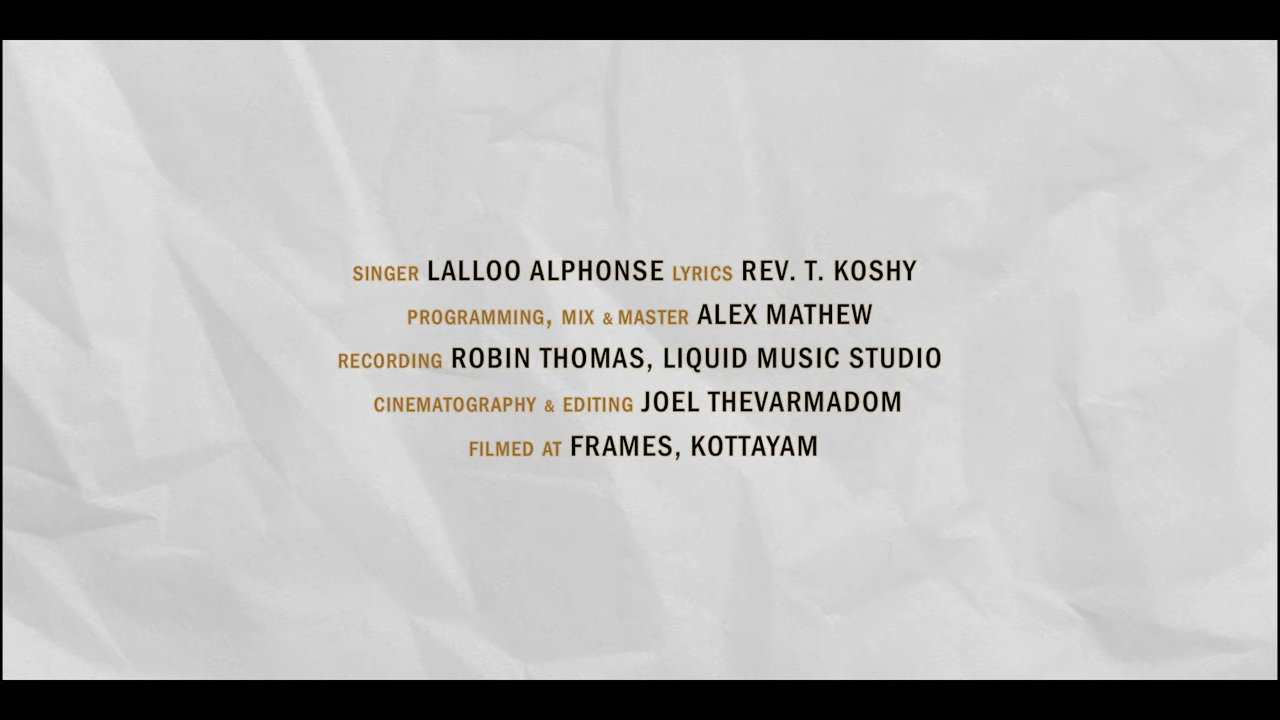 SINGER LALLOO ALPHONSE LYRICS REV. T. KOSHY
PROGRAMMING, MIX & MASTER ALEX MATHEW
RECORDING ROBIN THOMAS, LIQUID MUSIC STUDIO
CINEMATOGRAPHY & EDITING JOEL THEVARMADOM
FILMED AT FRAMES, KOTTAYAM